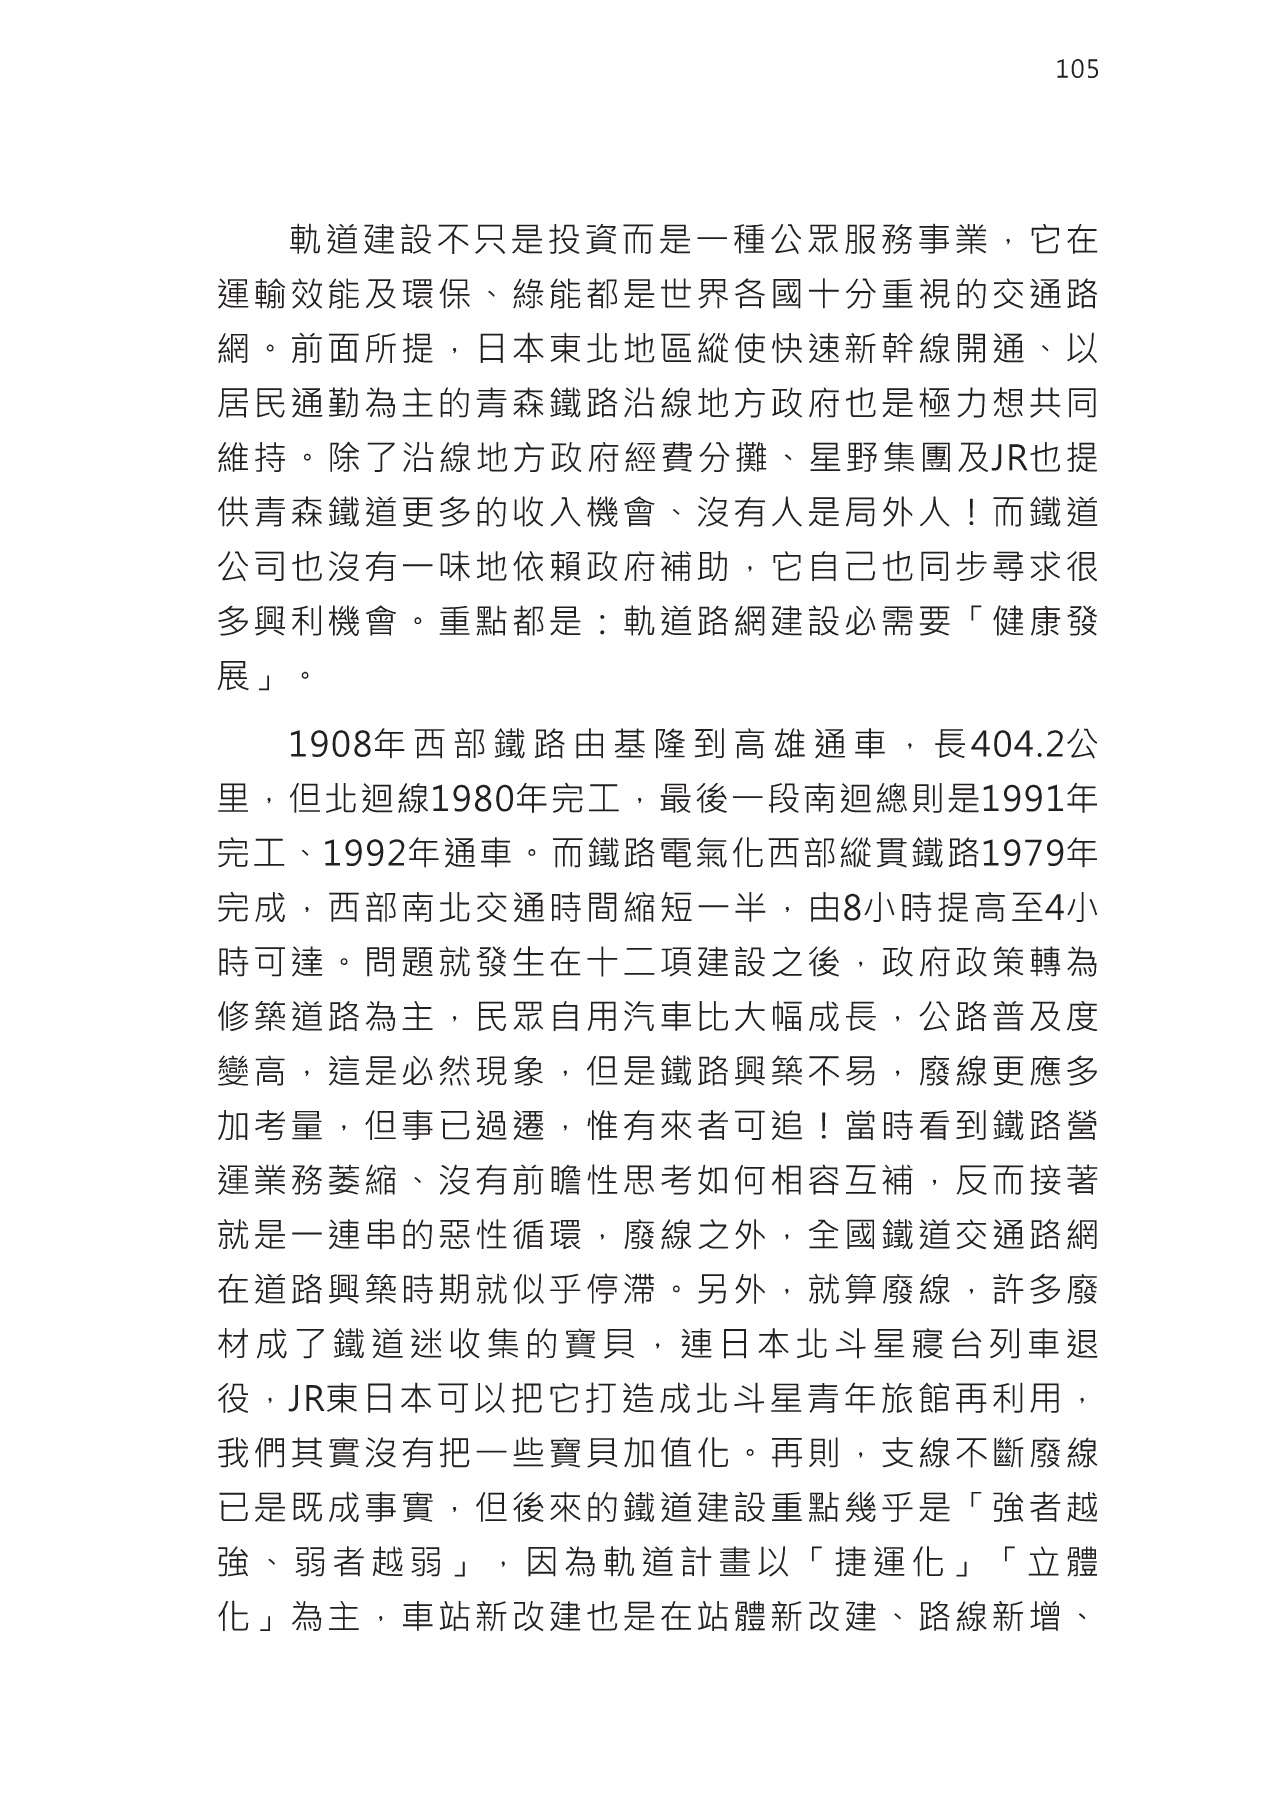 105
軌道建設不只是投資而是一種公眾服務事業，它在
運輸效能及環保、綠能都是世界各國十分重視的交通路
網。前面所提，日本東北地區縱使快速新幹線開通、以
居民通勤為主的青森鐵路沿線地方政府也是極力想共同
維持。除了沿線地方政府經費分攤、星野集團及JR也提
供青森鐵道更多的收入機會、沒有人是局外人！而鐵道
公司也沒有一味地依賴政府補助，它自己也同步尋求很
多興利機會。重點都是：軌道路網建設必需要「健康發
展」。
1908年西部鐵路由基隆到高雄通車，長404.2公
里，但北迴線1980年完工，最後一段南迴總則是1991年
完工、1992年通車。而鐵路電氣化西部縱貫鐵路1979年
完成，西部南北交通時間縮短一半，由8小時提高至4小
時可達。問題就發生在十二項建設之後，政府政策轉為
修築道路為主，民眾自用汽車比大幅成長，公路普及度
變高，這是必然現象，但是鐵路興築不易，廢線更應多
加考量，但事已過遷，惟有來者可追！當時看到鐵路營
運業務萎縮、沒有前瞻性思考如何相容互補，反而接著
就是一連串的惡性循環，廢線之外，全國鐵道交通路網
在道路興築時期就似乎停滯。另外，就算廢線，許多廢
材成了鐵道迷收集的寶貝，連日本北斗星寢台列車退
役，JR東日本可以把它打造成北斗星青年旅館再利用，
我們其實沒有把一些寶貝加值化。再則，支線不斷廢線
已是既成事實，但後來的鐵道建設重點幾乎是「強者越
強、弱者越弱」，因為軌道計畫以「捷運化」「立體
化」為主，車站新改建也是在站體新改建、路線新增、